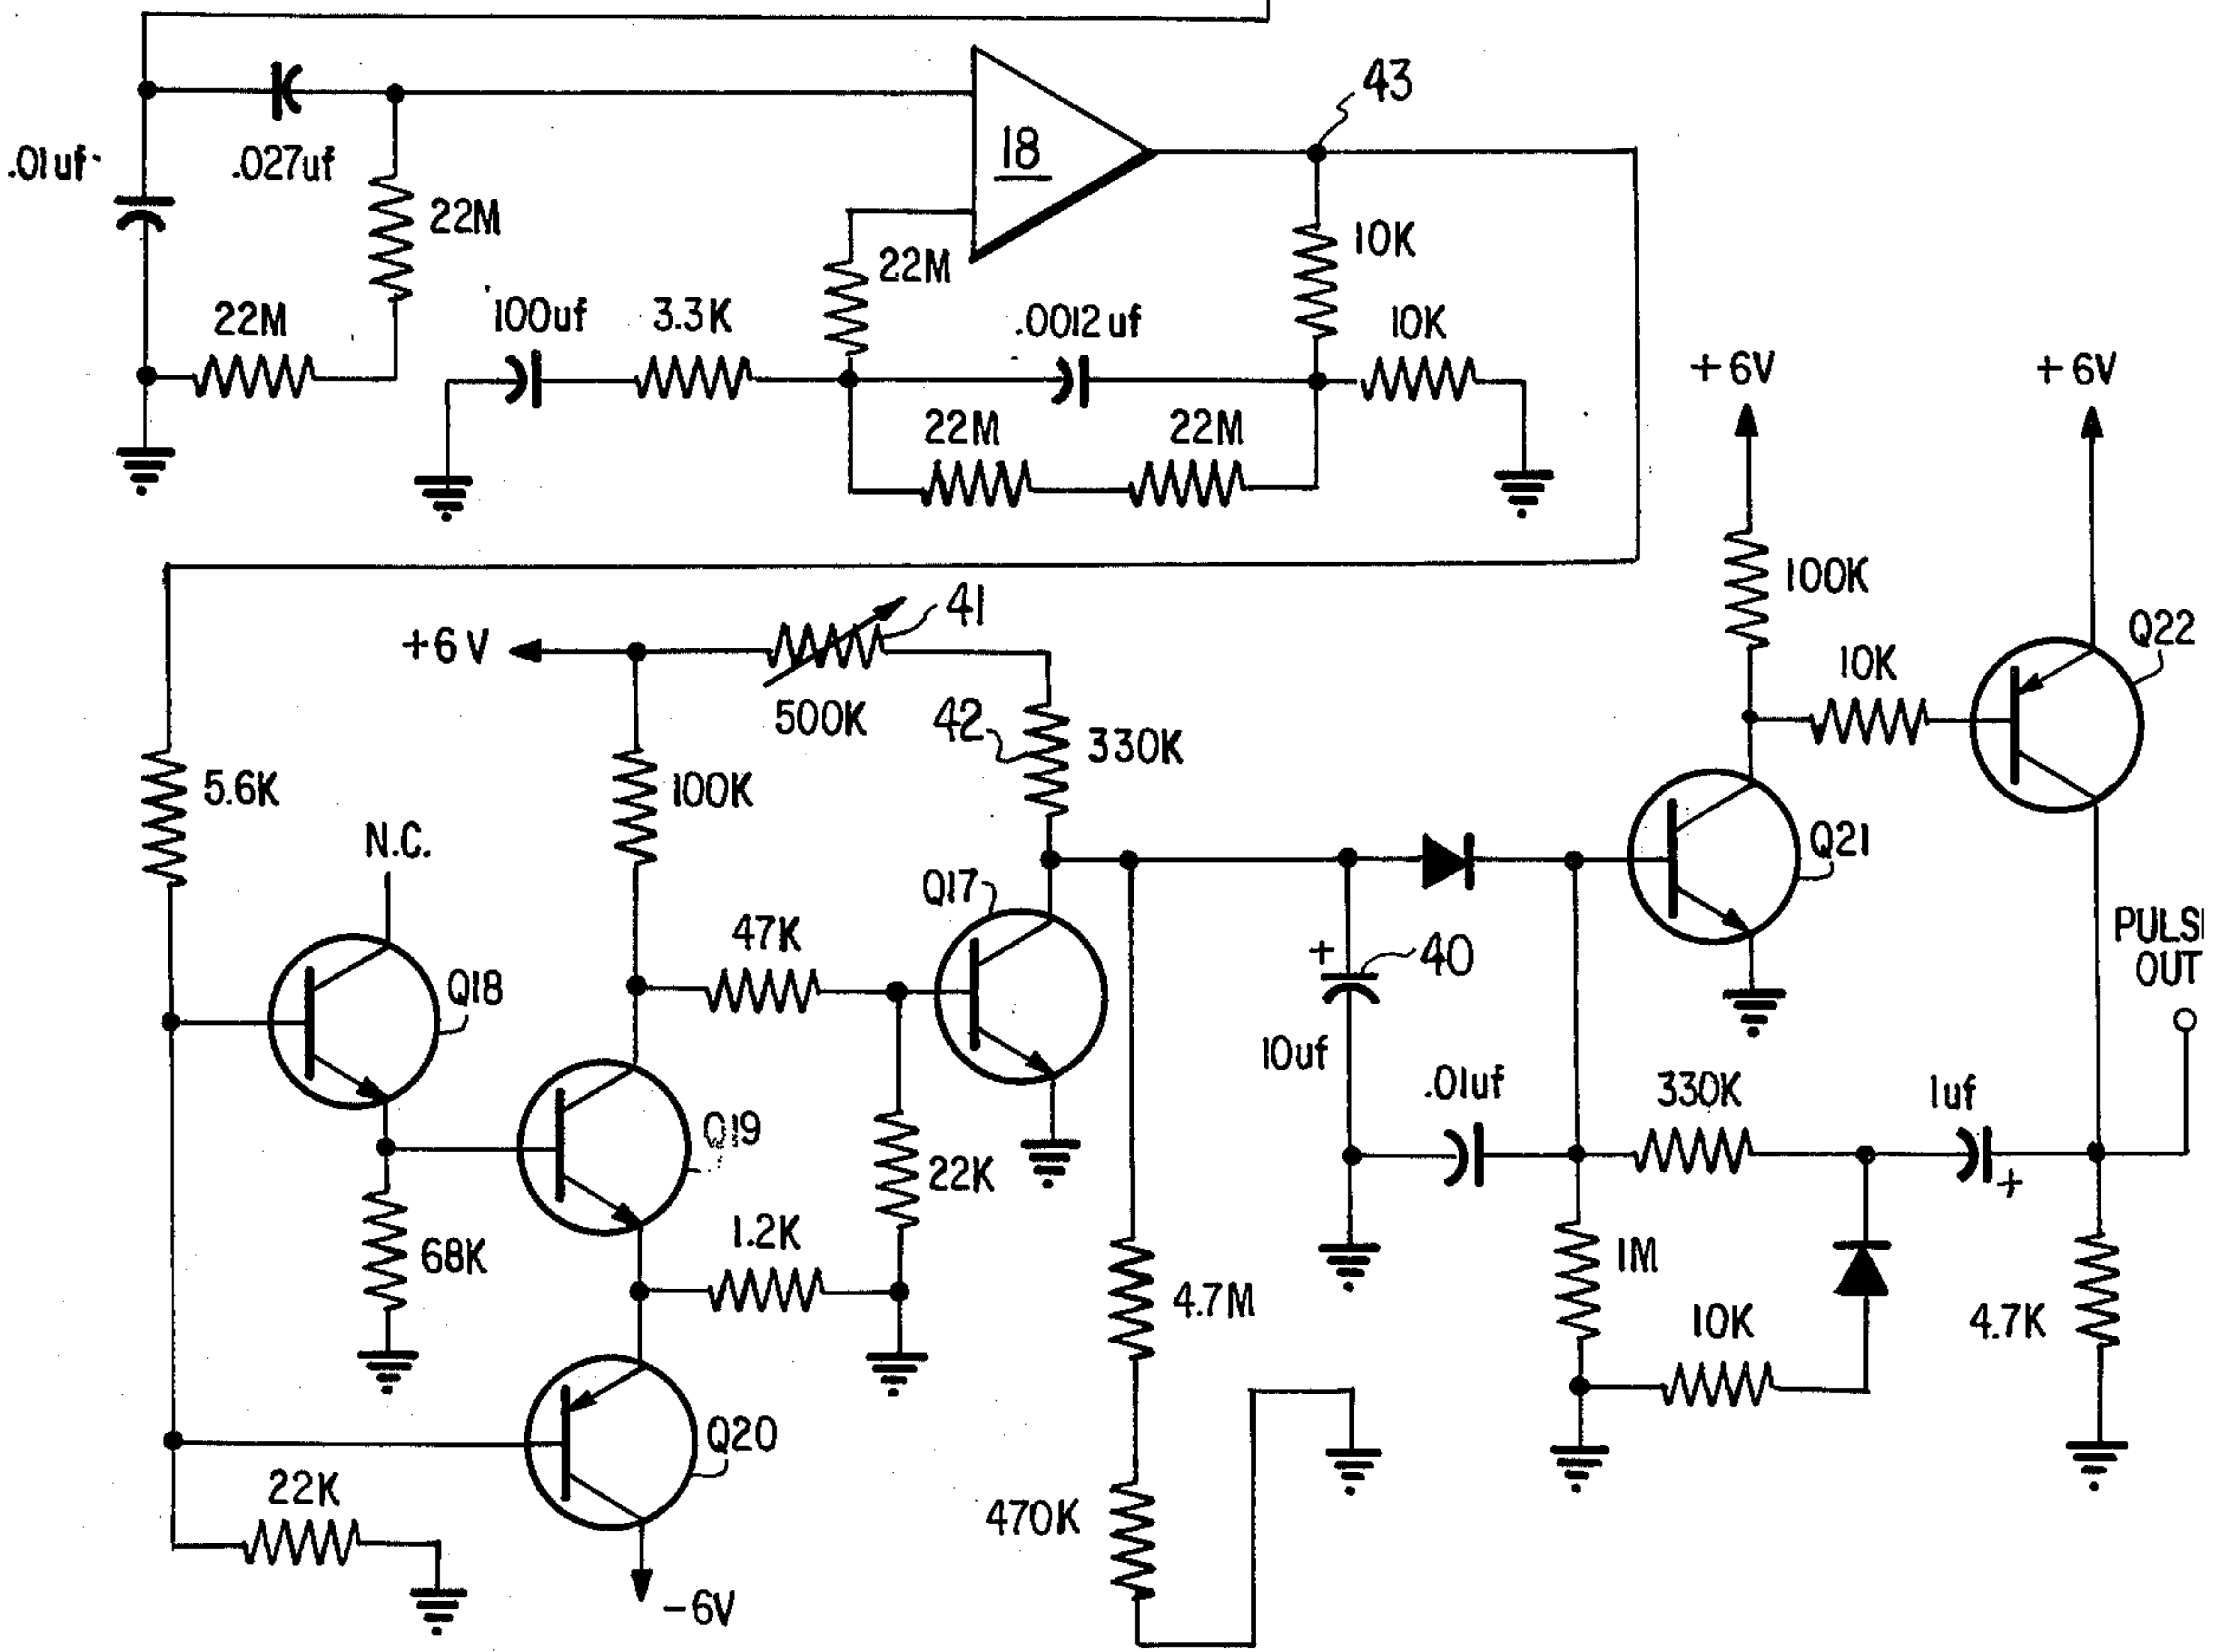 43
.01uf
.027uf
18
22M
22M
10K
22M
100uf
3.3K
.0012uf
10K
22M
22M
+6V
+6V
100K
41
+6V
Q22
10K
500K
42
330K
5.6K
100K
N.C.
Q21
Q17
47K
PULS
OUT
+
40
Q18
10uf
.01uf
330K
1uf
Q19
22K
+
1.2K
68K
1M
4.7M
10K
4.7K
Q20
22K
470K
-6V